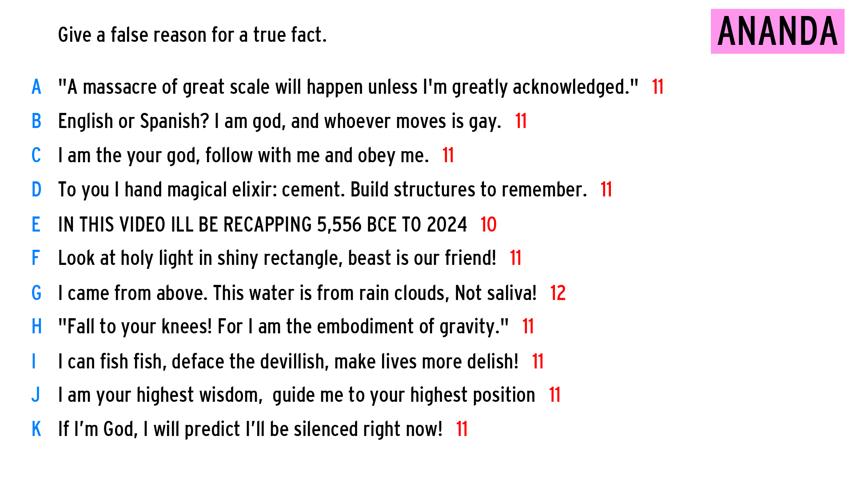 Give a false reason for a true fact.
ANANDA
A "A massacre of great scale will happen unless I'm greatly acknowledged." 11
B English or Spanish? I am god, and whoever moves is gay. 11
C I am the your god, follow with me and obey me. 11
D To you I hand magical elixir: cement. Build structures to remember. 11
E IN THIS VIDEO ILL BE RECAPPING 5,556 BCE TO 2024 10
F Look at holy light in shiny rectangle, beast is our friend! 11
G I came from above. This water is from rain clouds, Not saliva! 12
H "Fall to your knees! For I am the embodiment of gravity." 11
I I can fish fish, deface the devillish, make lives more delish! 11
J I am your highest wisdom,  guide me to your highest position 11
K If I’m God, I will predict I’ll be silenced right now! 11